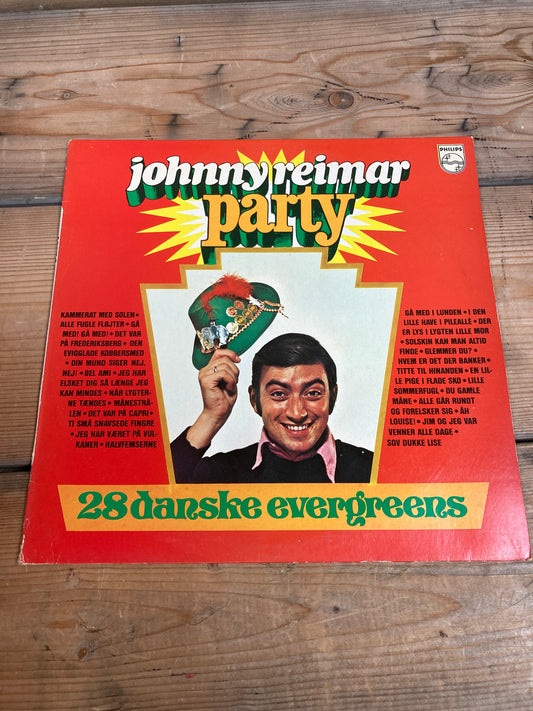 johnny reimar
party
PHILIPS
KAMMERAT MED SOLEN •
ALLE FUGLE FLØJTER • GÅ
MED! GÅ MED! • DET VAR
PÅ FREDERIKSBERG • DEN
EVIGGLADE KOBBERSMED
• DIN MUND SIGER NEJ,
NEJ! • BEL AMI • JEG HAR
ELSKET DIG SÅ LÆNGE JEG
KAN MINDES • NÅR LYGTER-
NE TÆNDES • MÅNESTRÅ-
LEN • DET VAR PÅ CAPRI •
TI SMÅ SNAVSEDE FINGRE
• JEG HAR VÆRET PÅ VUL-
KANER • HALVFEMSERNE
GÅ MED I LUNDEN • I DEN
LILLE HAVE I PILEALLÉ • DER
ER LYS I LYGTEN LILLE MOR
• SOLSKIN KAN MAN ALTID
FINDE • GLEMMER DU? •
HVEM ER DET DER BANKER •
TITTE TIL HINANDEN • EN LIL-
LE PIGE I FLADE SKO • LILLE
SOMMERFUGL • DU GAMLE
MÅNE • ALLE GÅR RUNDT
OG FORELSKER SIG • ÅH
LOUISE! • JIM OG JEG VAR
VENNER ALLE DAGE •
SOV DUKKE LISE
28 danske evergreens